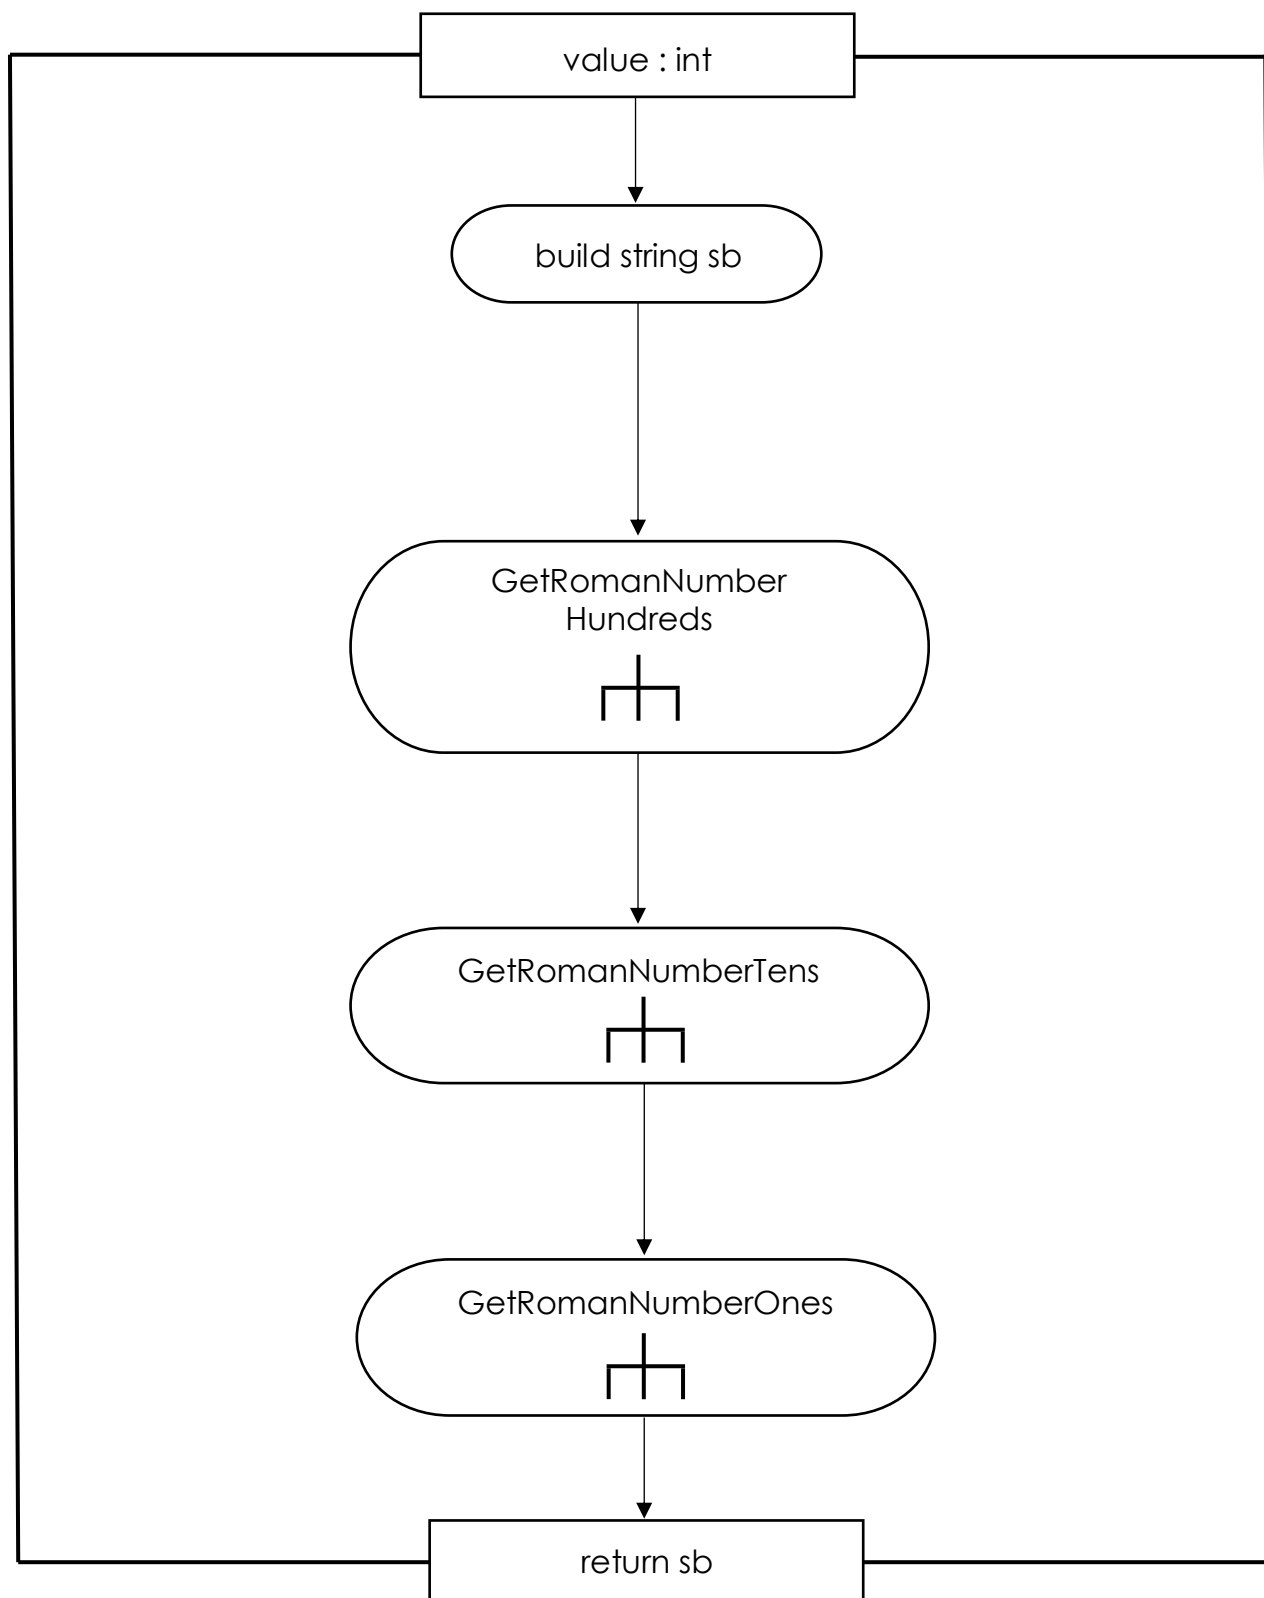 value : int
build string sb
GetRomanNumber
Hundreds
GetRomanNumberTens
GetRomanNumberOnes
return sb